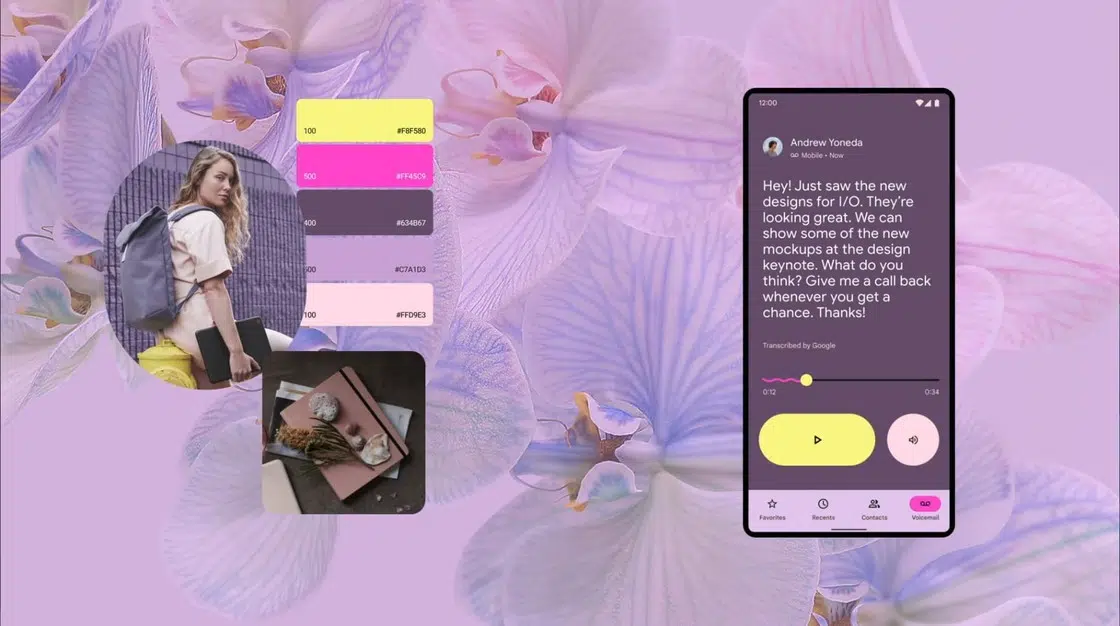 100 #F8F580
500 #FF45C9
400 #634B67
#C7A1D3
100 #FFD9E3
12:00
Andrew Yoneda
Mobile • Now
Hey! Just saw the new
designs for I/O. They're
looking great. We can
show some of the new
mockups at the design
keynote. What do you
think? Give me a call back
whenever you get a
chance. Thanks!
Transcribed by Google
0:12 0:34
Favorites Recents Contacts Voicemail